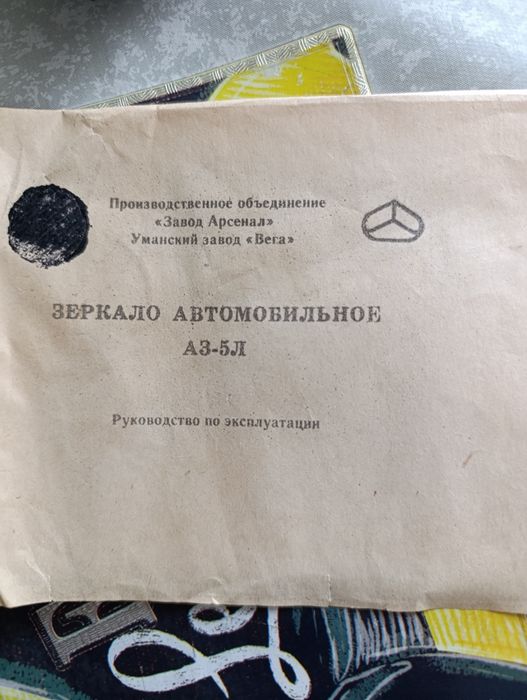 Производственное объединение
«Завод Арсенал»
Уманский завод «Вега»
ЗЕРКАЛО АВТОМОБИЛЬНОЕ
АЗ-5Л
Руководство по эксплуатации